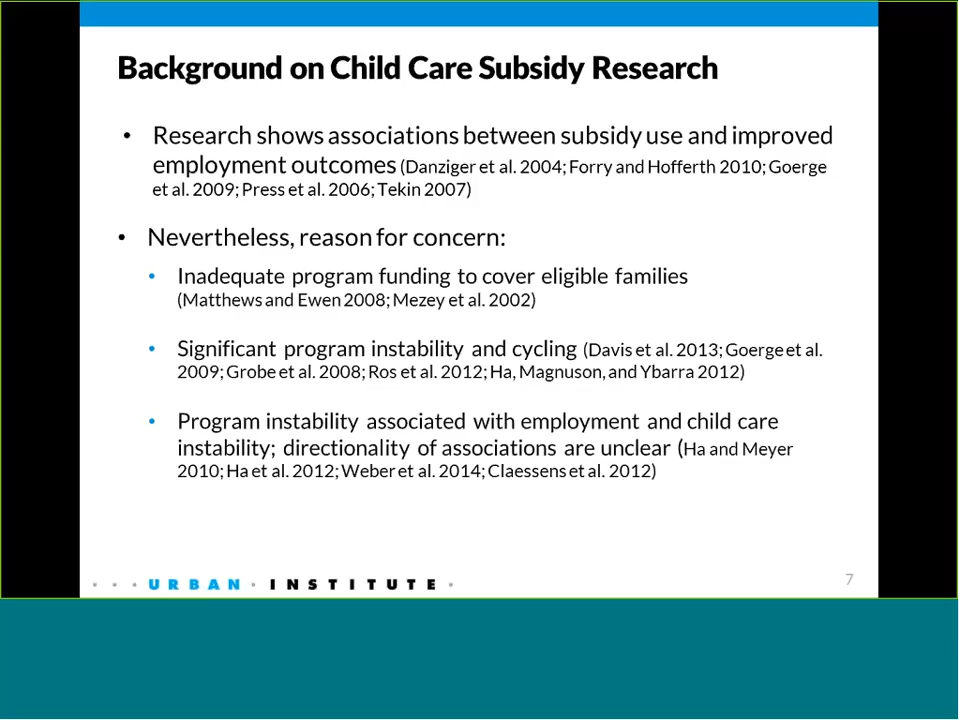 Background on Child Care Subsidy Research
• Research shows associations between subsidy use and improved
employment outcomes (Danziger et al. 2004; Forry and Hofferth 2010; Goerge
et al. 2009; Press et al. 2006; Tekin 2007)
• Nevertheless, reason for concern:
• Inadequate program funding to cover eligible families
(Matthews and Ewen 2008; Mezey et al. 2002)
• Significant program instability and cycling (Davis et al. 2013; Goerge et al.
2009; Grobe et al. 2008; Ros et al. 2012; Ha, Magnuson, and Ybarra 2012)
• Program instability associated with employment and child care
instability; directionality of associations are unclear (Ha and Meyer
2010; Ha et al. 2012; Weber et al. 2014; Claessens et al. 2012)
URBAN INSTITUTE
7